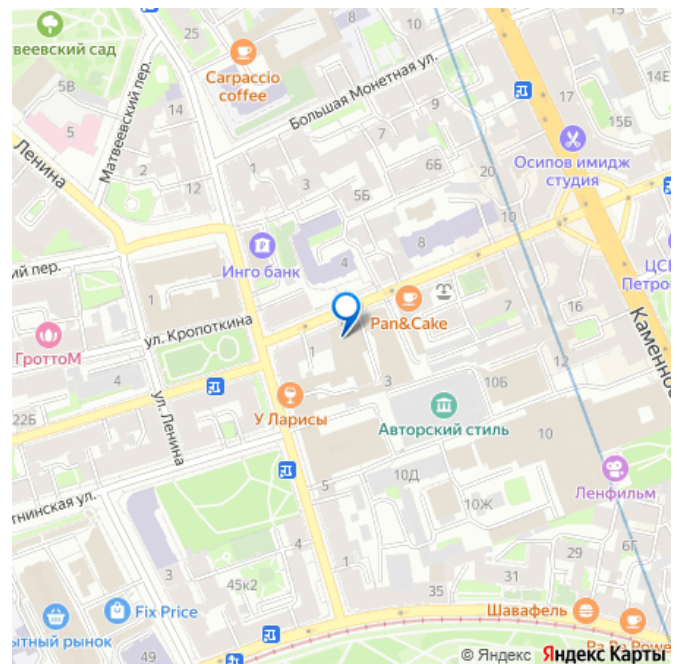 твеевский сад
25
Carpaccio
coffee
Большая Монетная ул.
5В
Матвеевский пер.
14
9
17
14Е
15Б
5
7
Ленина
2
12
1
3
6Б
20
Осипов имидж
студия
5Б
10
8
4
Инго банк
ий пер.
ЦС
Петро
ул. Кропоткина
Pan&Cake
7
16
ГроттоМ
1
12
Каменно
4
3
10Б
22Б
ул. Ленина
У Ларисы
Авторский стиль
10
10Д
Ленфильм
тнинская ул.
5
10Ж
4
29
6Г
3
1
31
45к2
35
Fix Price
Шавафель
ытный рынок
49
© Яндекс Яндекс Карты